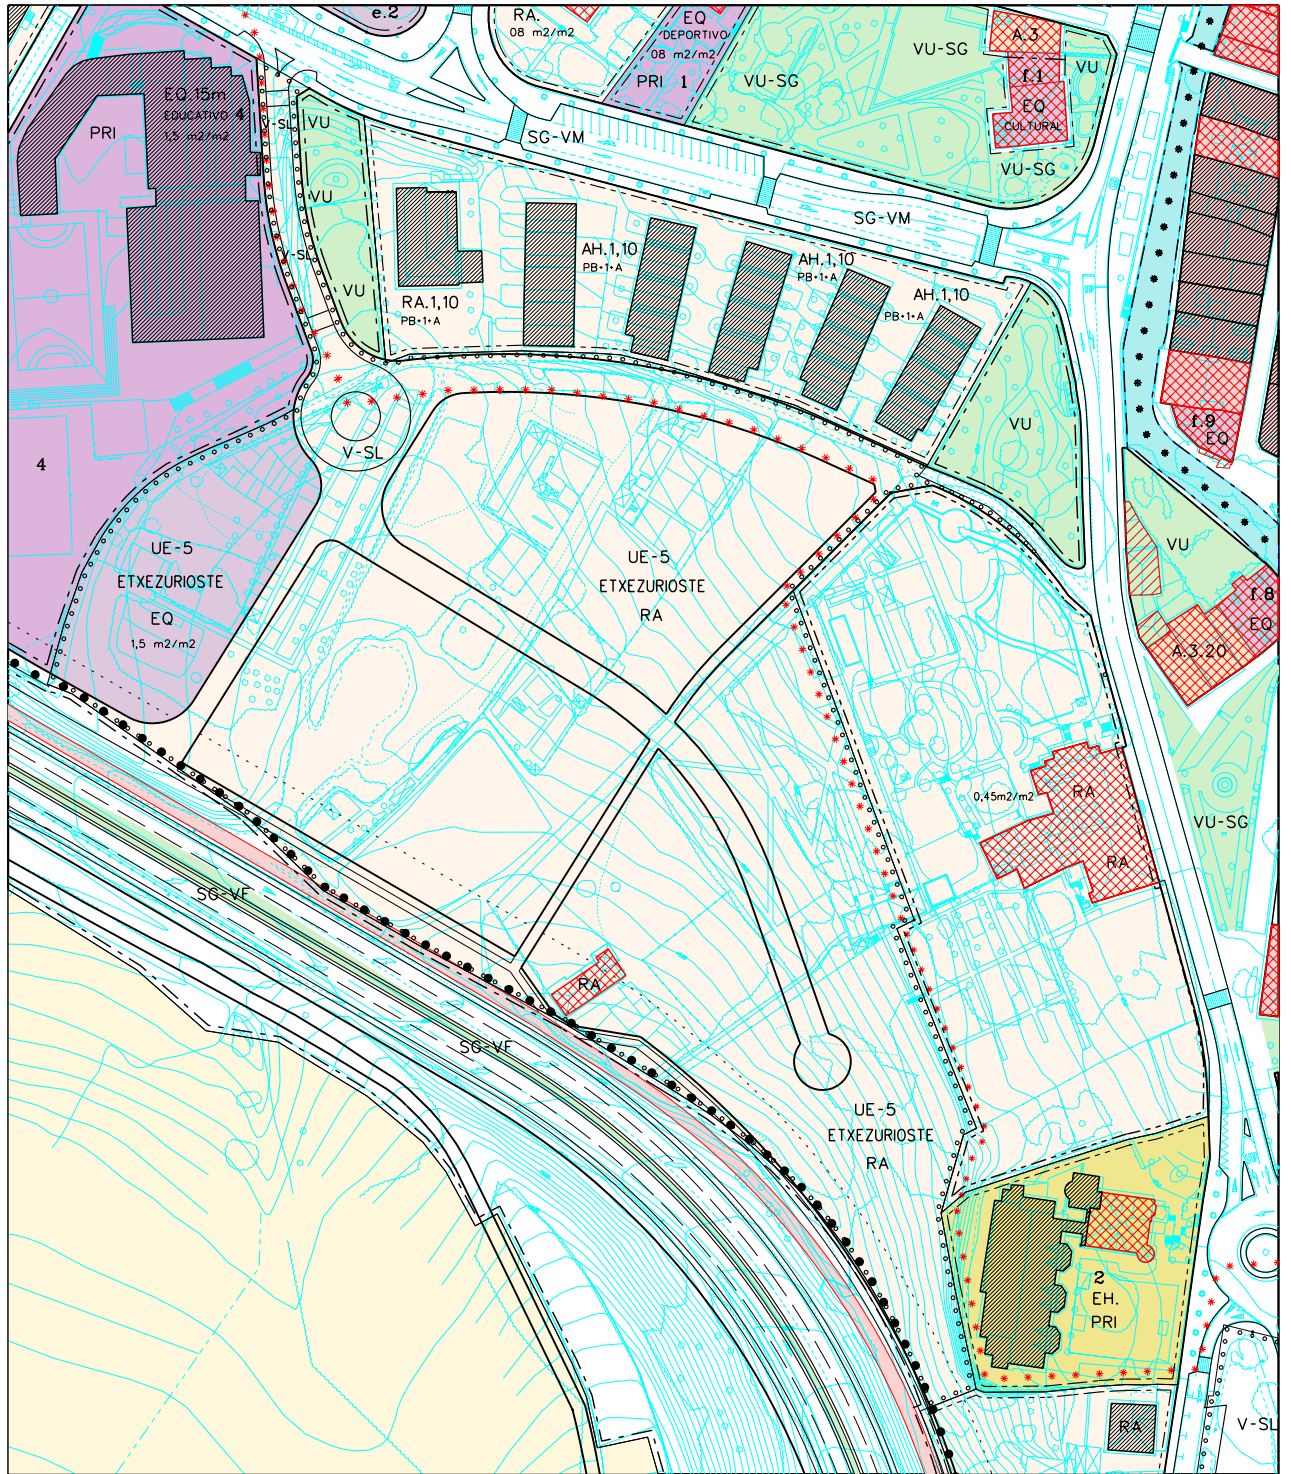 e.2
RA.
08 m2/m2
EQ
DEPORTIVO
08 m2/m2
PRI 1
VU-SG
VU-SG
A.3
f.1
EQ
CULTURAL
VU
VU-SG
EQ.15m
EDUCATIVO 4
1,5 m2/m2
PRI
V-SL
VU
SG-VM
VU
SG-VM
V-SL
VU
AH.1,10
PB+1+A
AH.1,10
PB+1+A
AH.1,10
PB+1+A
RA.1,10
PB+1+A
VU
f.9
EQ
V-SL
4
UE-5
ETXEZURIOSTE
EQ
1,5 m2/m2
UE-5
ETXEZURIOSTE
RA
VU
f.8
EQ
A.3.20
0,45m2/m2
RA
RA
VU-SG
SG-VF
RA
SG-VF
UE-5
ETXEZURIOSTE
RA
2
EH.
PRI
RA
V-SL